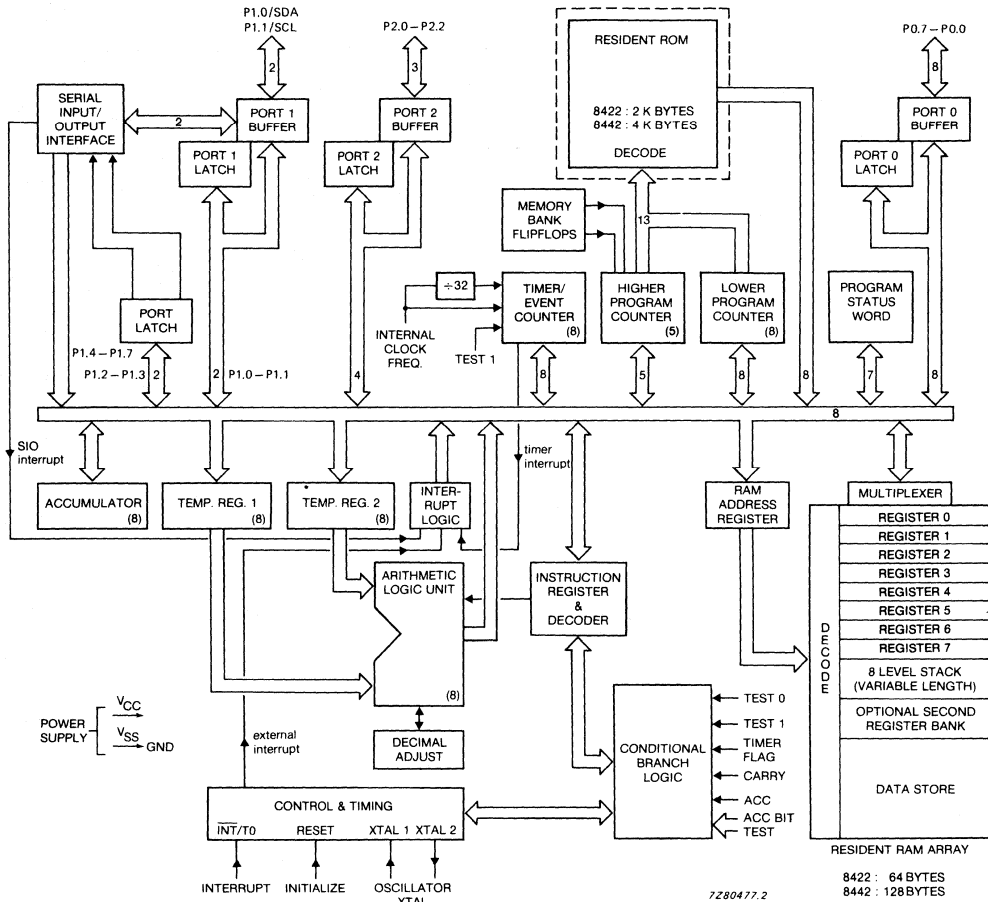 P1.0/SDA
P1.1/SCL
P2.0–P2.2
P0.7–P0.0
2
3
8
SERIAL
INPUT/
OUTPUT
INTERFACE
2
PORT 1
BUFFER
PORT 1
LATCH
PORT 2
BUFFER
PORT 2
LATCH
RESIDENT ROM
8422 : 2 K BYTES
8442 : 4 K BYTES
DECODE
PORT 0
BUFFER
PORT 0
LATCH
MEMORY
BANK
FLIPFLOPS
13
÷32
TIMER/
EVENT
COUNTER
(8)
HIGHER
PROGRAM
COUNTER
(5)
LOWER
PROGRAM
COUNTER
(8)
PROGRAM
STATUS
WORD
PORT
LATCH
INTERNAL
CLOCK
FREQ.
TEST 1
P1.4–P1.7
P1.2–P1.3
2
2
P1.0–P1.1
4
8
5
8
8
7
8
8
SIO
interrupt
timer
interrupt
ACCUMULATOR
(8)
TEMP. REG. 1
(8)
TEMP. REG. 2
(8)
INTER-
RUPT
LOGIC
RAM
ADDRESS
REGISTER
MULTIPLEXER
DECODE
REGISTER 0
REGISTER 1
REGISTER 2
REGISTER 3
REGISTER 4
REGISTER 5
REGISTER 6
REGISTER 7
8 LEVEL STACK
(VARIABLE LENGTH)
OPTIONAL SECOND
REGISTER BANK
DATA STORE
ARITHMETIC
LOGIC UNIT
(8)
INSTRUCTION
REGISTER
&
DECODER
DECIMAL
ADJUST
POWER
SUPPLY
VCC
VSS
GND
external
interrupt
CONDITIONAL
BRANCH
LOGIC
TEST 0
TEST 1
TIMER
FLAG
CARRY
ACC
ACC BIT
TEST
CONTROL & TIMING
INT/T0 RESET XTAL 1 XTAL 2
INTERRUPT INITIALIZE OSCILLATOR
XTAL
RESIDENT RAM ARRAY
8422 : 64 BYTES
8442 : 128 BYTES
7Z80477.2